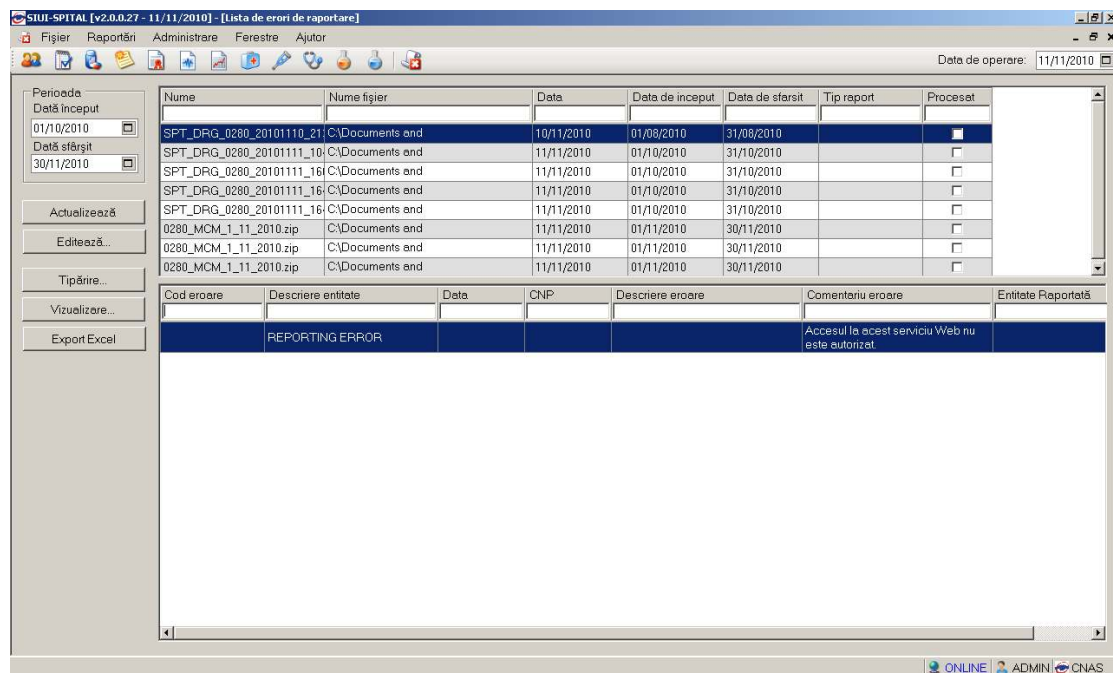 SIUI-SPITAL [v2.0.0.27 - 11/11/2010] - [Lista de erori de raportare]
Fişier Raportări Administrare Ferestre Ajutor
Data de operare: 11/11/2010
Perioada
Dată început
01/10/2010
Dată sfârşit
30/11/2010
Actualizează
Editează...
Tipărire...
Vizualizare...
Export Excel
Nume Nume fişier Data Data de inceput Data de sfarsit Tip raport Procesat
SPT_DRG_0280_20101110_21 C:\Documents and 10/11/2010 01/08/2010 31/08/2010
SPT_DRG_0280_20101111_10 C:\Documents and 11/11/2010 01/10/2010 31/10/2010
SPT_DRG_0280_20101111_16 C:\Documents and 11/11/2010 01/10/2010 31/10/2010
SPT_DRG_0280_20101111_16 C:\Documents and 11/11/2010 01/10/2010 31/10/2010
SPT_DRG_0280_20101111_16 C:\Documents and 11/11/2010 01/10/2010 31/10/2010
0280_MCM_1_11_2010.zip C:\Documents and 11/11/2010 01/11/2010 30/11/2010
0280_MCM_1_11_2010.zip C:\Documents and 11/11/2010 01/11/2010 30/11/2010
0280_MCM_1_11_2010.zip C:\Documents and 11/11/2010 01/11/2010 30/11/2010
Cod eroare Descriere entitate Data CNP Descriere eroare Comentariu eroare Entitate Raportată
REPORTING ERROR Accesul la acest serviciu Web nu
este autorizat.
ONLINE ADMIN CNAS